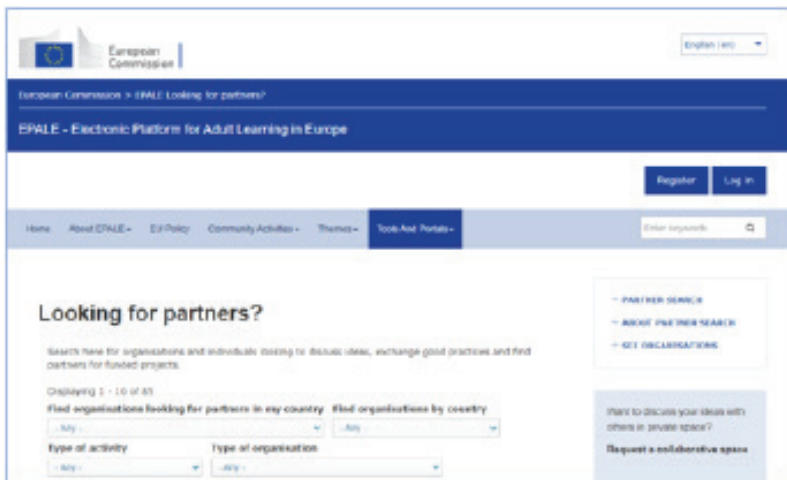 European
Commission
English (en)
European Commission > EPALE Looking for partners?
EPALE - Electronic Platform for Adult Learning in Europe
Register Log in
Home About EPALE EU Policy Community Activities Themes Tools And Portals Enter keywords
Looking for partners?
Search here for organisations and individuals looking to discuss ideas, exchange good practices and find
partners for funded projects.
Displaying 1 - 10 of 85
Find organisations looking for partners in my country Find organisations by country
- Any - - Any -
Type of activity Type of organisation
- Any - - Any -
PARTNER SEARCH
ABOUT PARTNER SEARCH
SEE ORGANISATIONS
Want to discuss your ideas with
others in private space?
Request a collaborative space